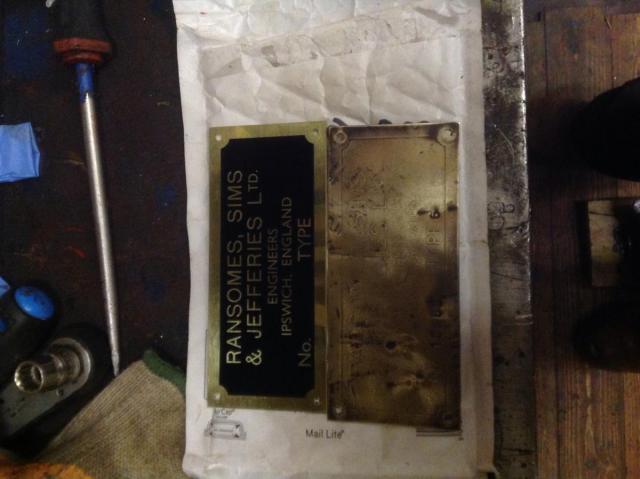 RANSOMES, SIMS
& JEFFERIES LTD.
ENGINEERS
IPSWICH, ENGLAND
No. TYPE
Mail Lite